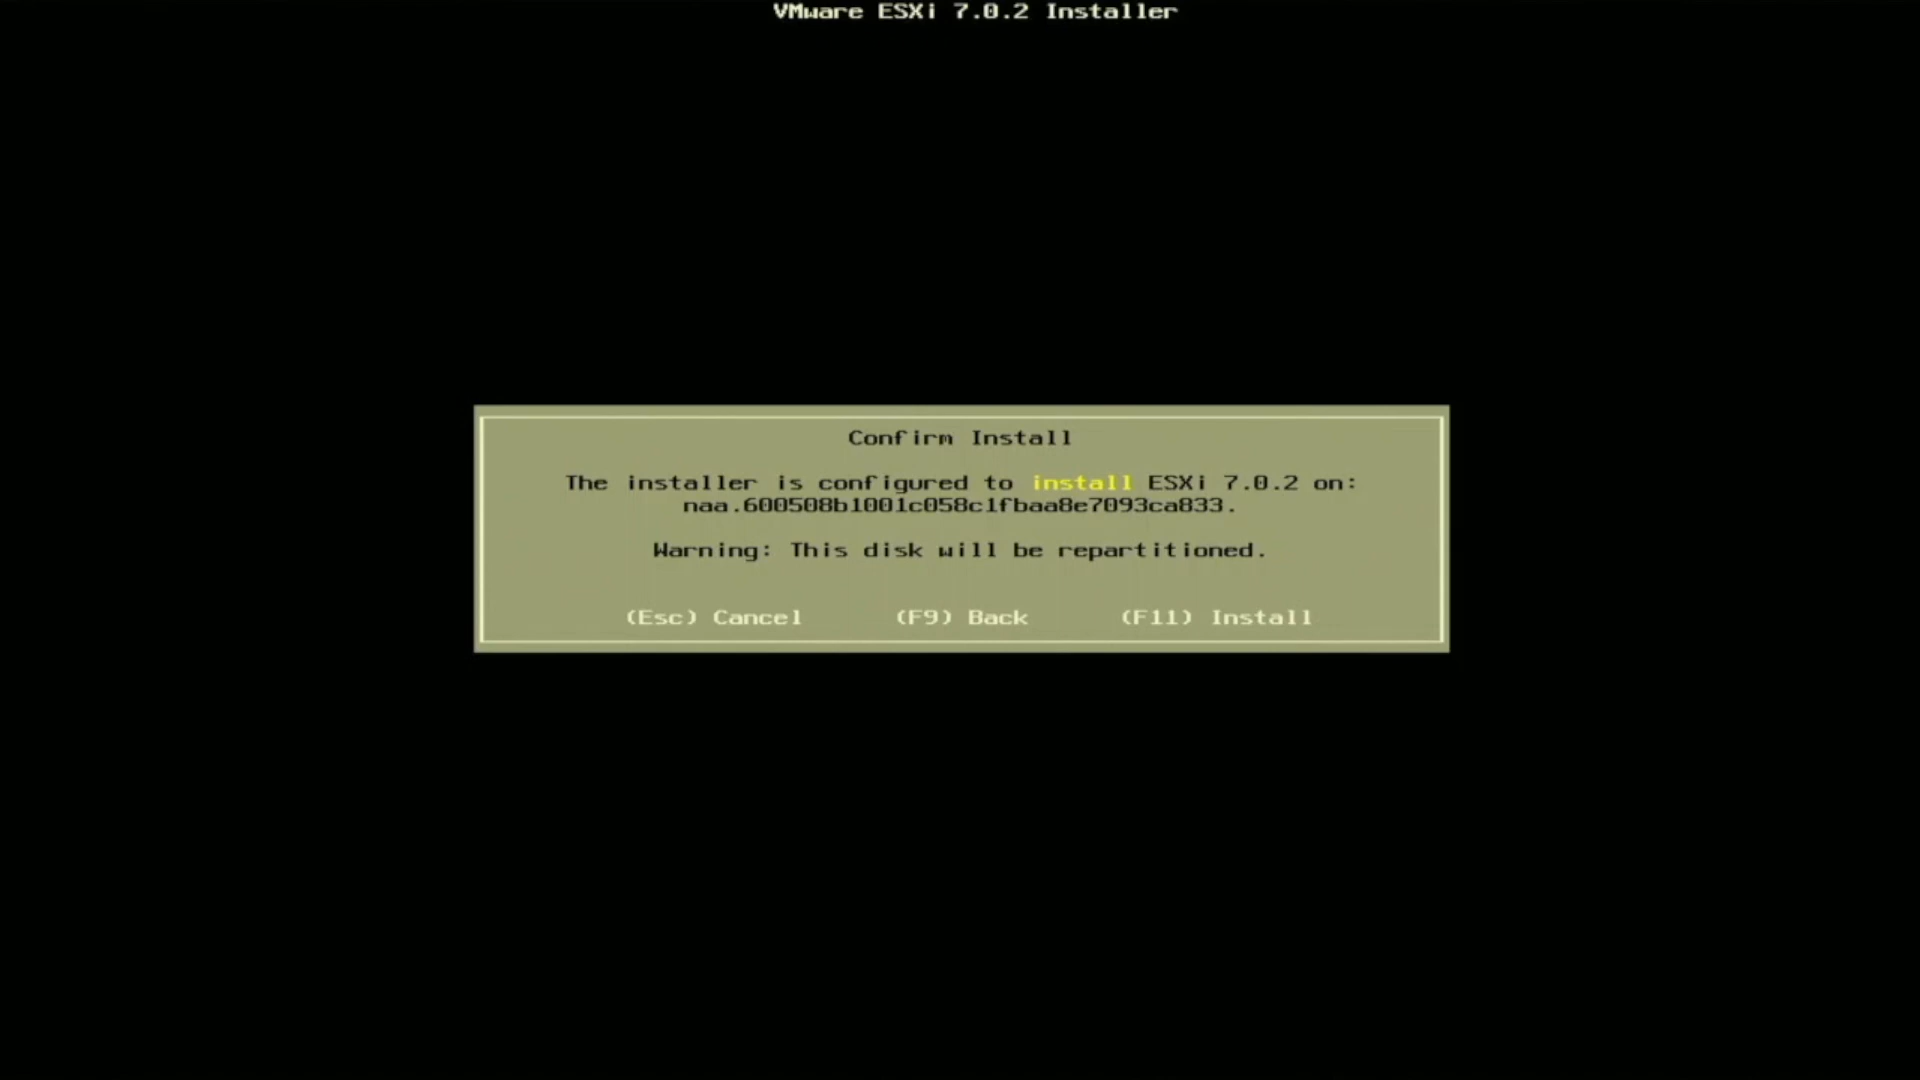 VMware ESXi 7.0.2 Installer
Confirm Install
The installer is configured to install ESXi 7.0.2 on:
naa.600508b1001c058c1fbaa8e7093ca833.
Warning: This disk will be repartitioned.
(Esc) Cancel (F9) Back (F11) Install